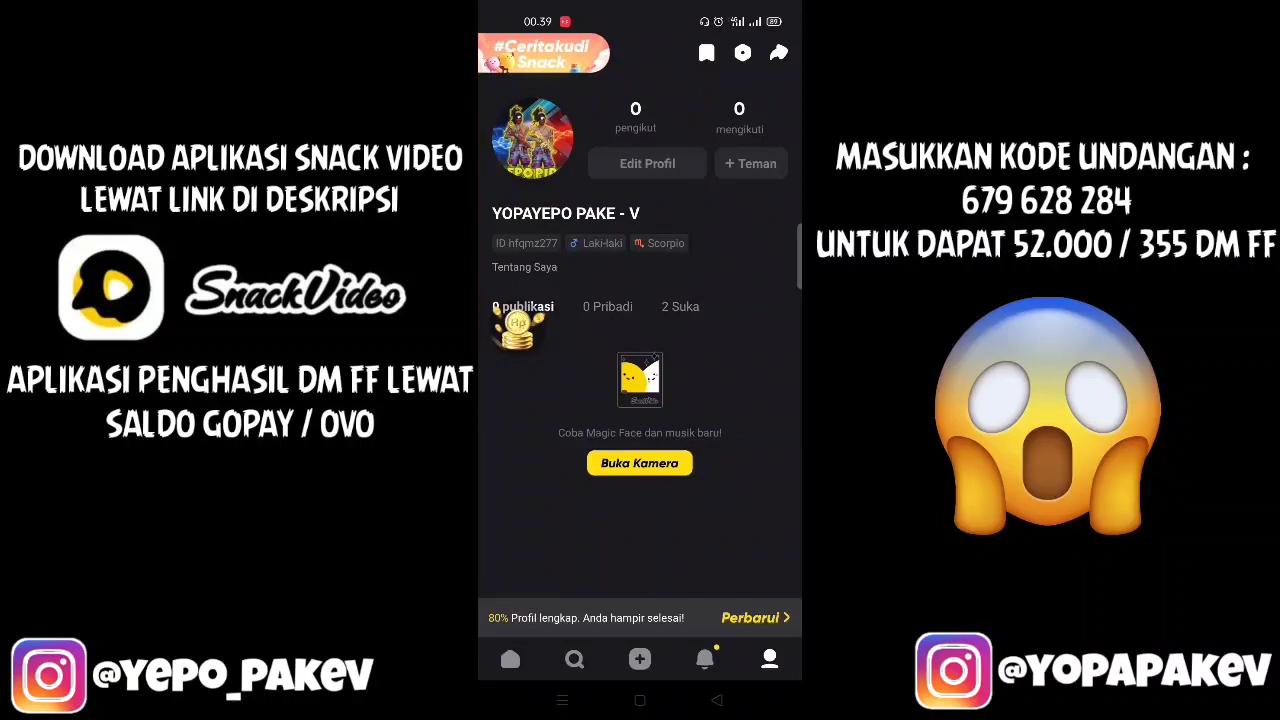 DOWNLOAD APLIKASI SNACK VIDEO
LEWAT LINK DI DESKRIPSI
SnackVideo
APLIKASI PENGHASIL DM FF LEWAT
SALDO GOPAY / OVO
@YEPO_PAKEV
00.39
89
#Ceritakudi
Snack
0
0
pengikut
mengikuti
Edit Profil
+ Teman
YOPAYEPO PAKE - V
ID hfqmz277
Laki-laki
Scorpio
Tentang Saya
0 publikasi
0 Pribadi
2 Suka
Rp
SnackVideo
Coba Magic Face dan musik baru!
Buka Kamera
80% Profil lengkap. Anda hampir selesai!
Perbarui >
MASUKKAN KODE UNDANGAN :
679 628 284
UNTUK DAPAT 52.000 / 355 DM FF
@YOPAPAKEV